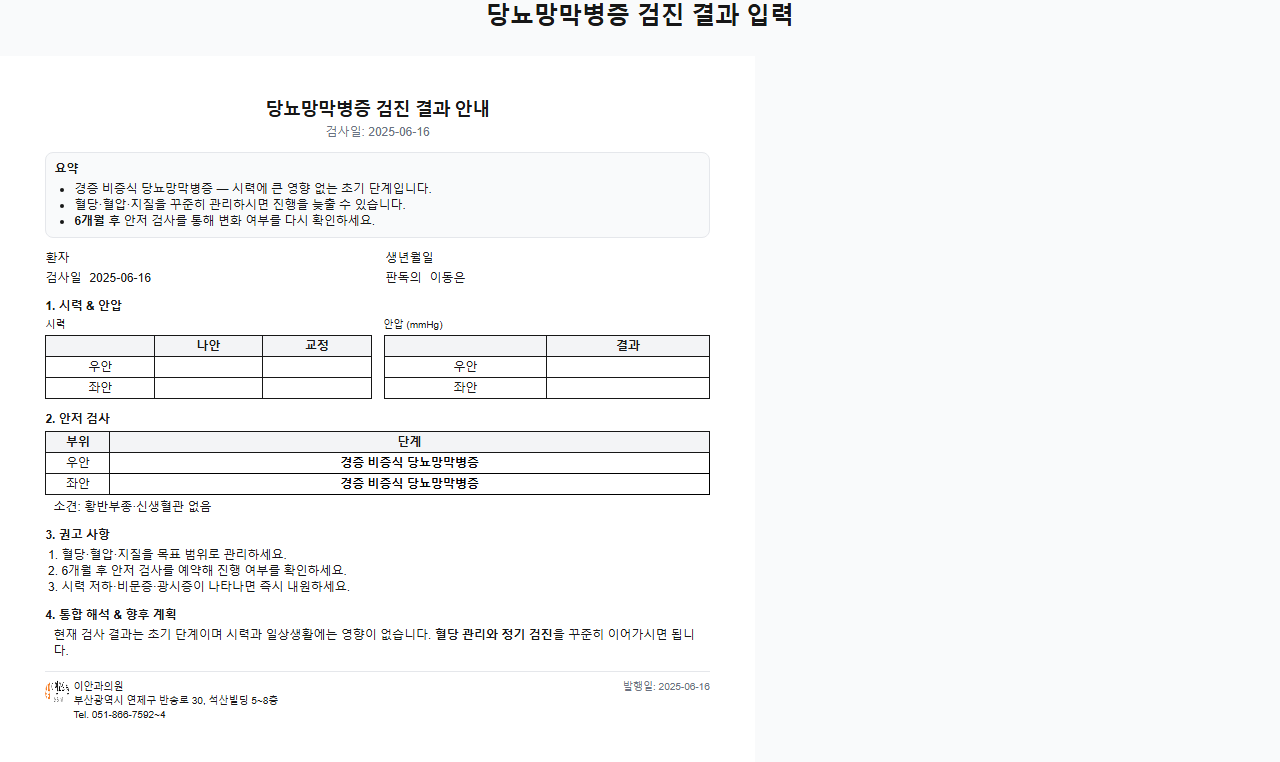 당뇨망막병증 검진 결과 입력
당뇨망막병증 검진 결과 안내
검사일: 2025-06-16
요약
• 경증 비증식 당뇨망막병증 — 시력에 큰 영향 없는 초기 단계입니다.
• 혈당·혈압·지질을 꾸준히 관리하시면 진행을 늦출 수 있습니다.
• 6개월 후 안저 검사를 통해 변화 여부를 다시 확인하세요.
환자 생년월일
검사일 2025-06-16 판독의 이동은
1. 시력 & 안압
시력 안압 (mmHg)
나안 교정 결과
우안 우안
좌안 좌안
2. 안저 검사
부위 단계
우안 경증 비증식 당뇨망막병증
좌안 경증 비증식 당뇨망막병증
소견: 황반부종·신생혈관 없음
3. 권고 사항
1. 혈당·혈압·지질을 목표 범위로 관리하세요.
2. 6개월 후 안저 검사를 예약해 진행 여부를 확인하세요.
3. 시력 저하·비문증·광시증이 나타나면 즉시 내원하세요.
4. 통합 해석 & 향후 계획
현재 검사 결과는 초기 단계이며 시력과 일상생활에는 영향이 없습니다. 혈당 관리와 정기 검진을 꾸준히 이어가시면 됩니
다.
이안과의원 발행일: 2025-06-16
부산광역시 연제구 반송로 30, 석산빌딩 5~8층
Tel. 051-866-7592~4